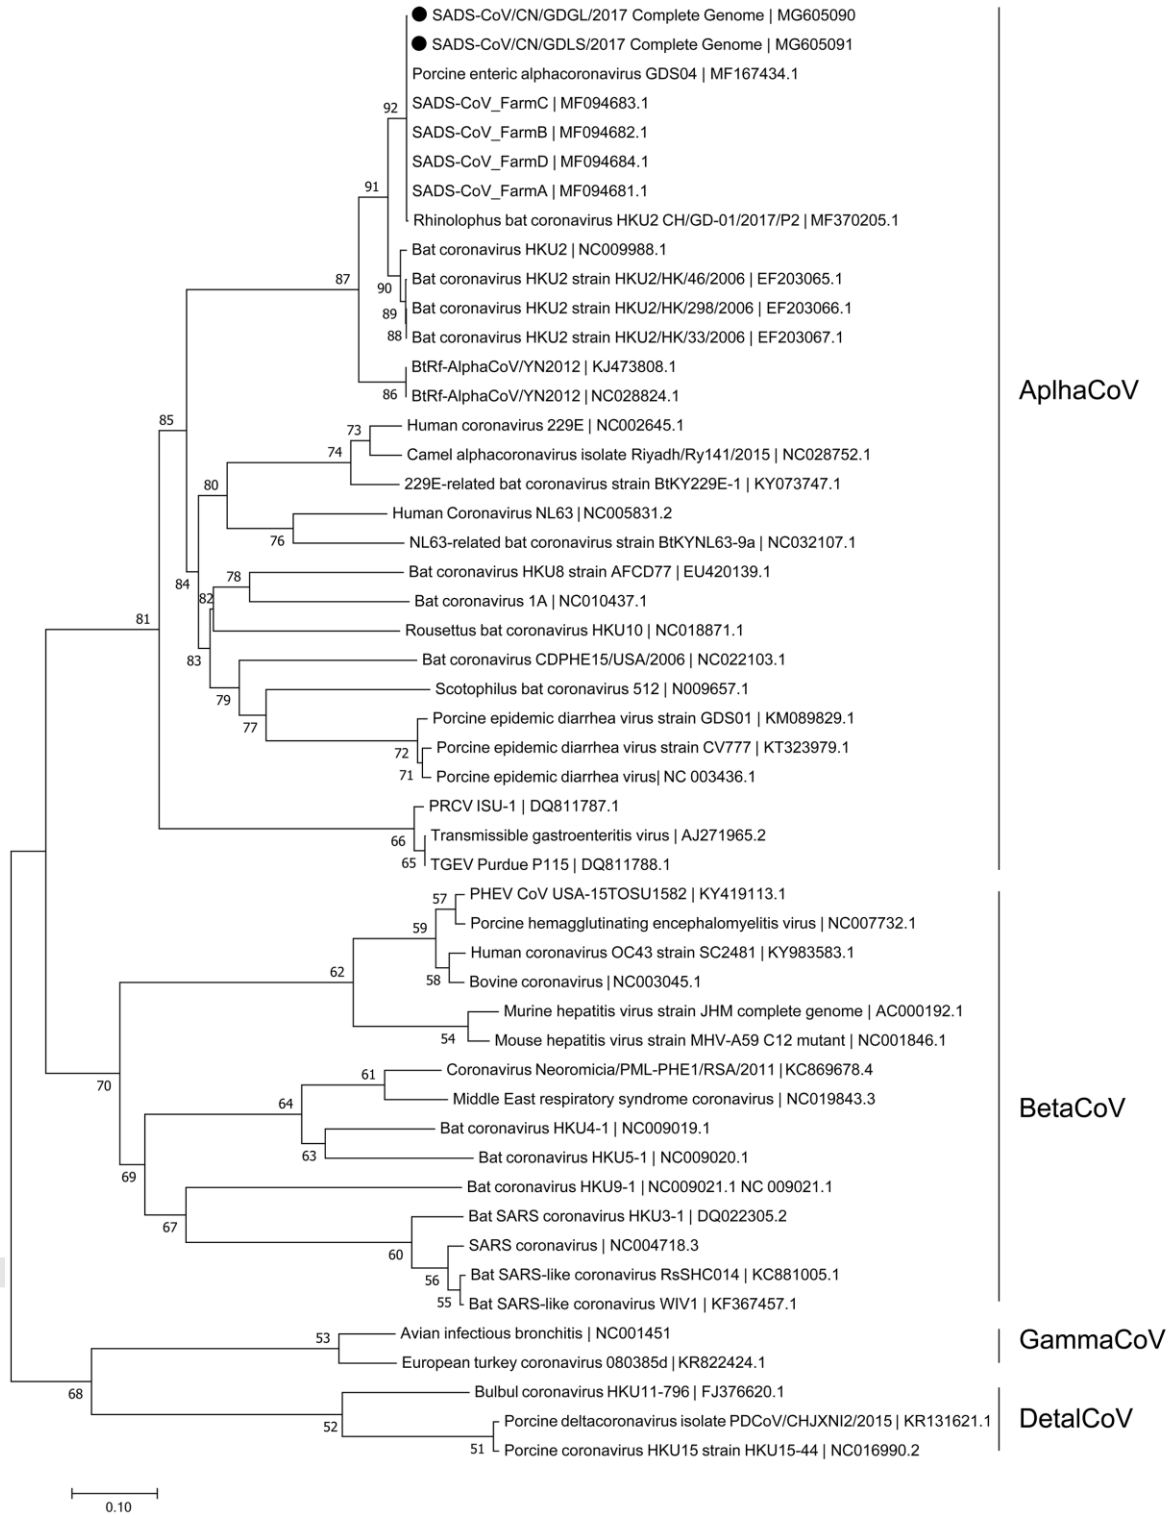 SADS-CoV/CN/GDGL/2017 Complete Genome | MG605090
SADS-CoV/CN/GDLS/2017 Complete Genome | MG605091
Porcine enteric alphacoronavirus GDS04 | MF167434.1
SADS-CoV_FarmC | MF094683.1
92
SADS-CoV_FarmB | MF094682.1
SADS-CoV_FarmD | MF094684.1
91
SADS-CoV_FarmA | MF094681.1
Rhinolophus bat coronavirus HKU2 CH/GD-01/2017/P2 | MF370205.1
Bat coronavirus HKU2 | NC009988.1
87
Bat coronavirus HKU2 strain HKU2/HK/46/2006 | EF203065.1
90
Bat coronavirus HKU2 strain HKU2/HK/298/2006 | EF203066.1
89
88
Bat coronavirus HKU2 strain HKU2/HK/33/2006 | EF203067.1
BtRf-AlphaCoV/YN2012 | KJ473808.1
86
BtRf-AlphaCoV/YN2012 | NC028824.1
AplhaCoV
85
73
Human coronavirus 229E | NC002645.1
74
Camel alphacoronavirus isolate Riyadh/Ry141/2015 | NC028752.1
80
229E-related bat coronavirus strain BtKY229E-1 | KY073747.1
Human Coronavirus NL63 | NC005831.2
76
NL63-related bat coronavirus strain BtKYNL63-9a | NC032107.1
84
78
Bat coronavirus HKU8 strain AFCD77 | EU420139.1
82
Bat coronavirus 1A | NC010437.1
81
Rousettus bat coronavirus HKU10 | NC018871.1
83
Bat coronavirus CDPHE15/USA/2006 | NC022103.1
79
Scotophilus bat coronavirus 512 | N009657.1
77
Porcine epidemic diarrhea virus strain GDS01 | KM089829.1
72
Porcine epidemic diarrhea virus strain CV777 | KT323979.1
71
Porcine epidemic diarrhea virus| NC 003436.1
PRCV ISU-1 | DQ811787.1
66
Transmissible gastroenteritis virus | AJ271965.2
65
TGEV Purdue P115 | DQ811788.1
57
PHEV CoV USA-15TOSU1582 | KY419113.1
59
Porcine hemagglutinating encephalomyelitis virus | NC007732.1
Human coronavirus OC43 strain SC2481 | KY983583.1
62
58
Bovine coronavirus | NC003045.1
Murine hepatitis virus strain JHM complete genome | AC000192.1
54
Mouse hepatitis virus strain MHV-A59 C12 mutant | NC001846.1
70
61
Coronavirus Neoromicia/PML-PHE1/RSA/2011 | KC869678.4
64
Middle East respiratory syndrome coronavirus | NC019843.3
BetaCoV
Bat coronavirus HKU4-1 | NC009019.1
63
Bat coronavirus HKU5-1 | NC009020.1
69
Bat coronavirus HKU9-1 | NC009021.1 NC 009021.1
67
Bat SARS coronavirus HKU3-1 | DQ022305.2
60
SARS coronavirus | NC004718.3
56
Bat SARS-like coronavirus RsSHC014 | KC881005.1
55
Bat SARS-like coronavirus WIV1 | KF367457.1
53
Avian infectious bronchitis | NC001451
GammaCoV
European turkey coronavirus 080385d | KR822424.1
68
Bulbul coronavirus HKU11-796 | FJ376620.1
52
Porcine deltacoronavirus isolate PDCoV/CHJXNI2/2015 | KR131621.1
DetalCoV
51
Porcine coronavirus HKU15 strain HKU15-44 | NC016990.2
0.10